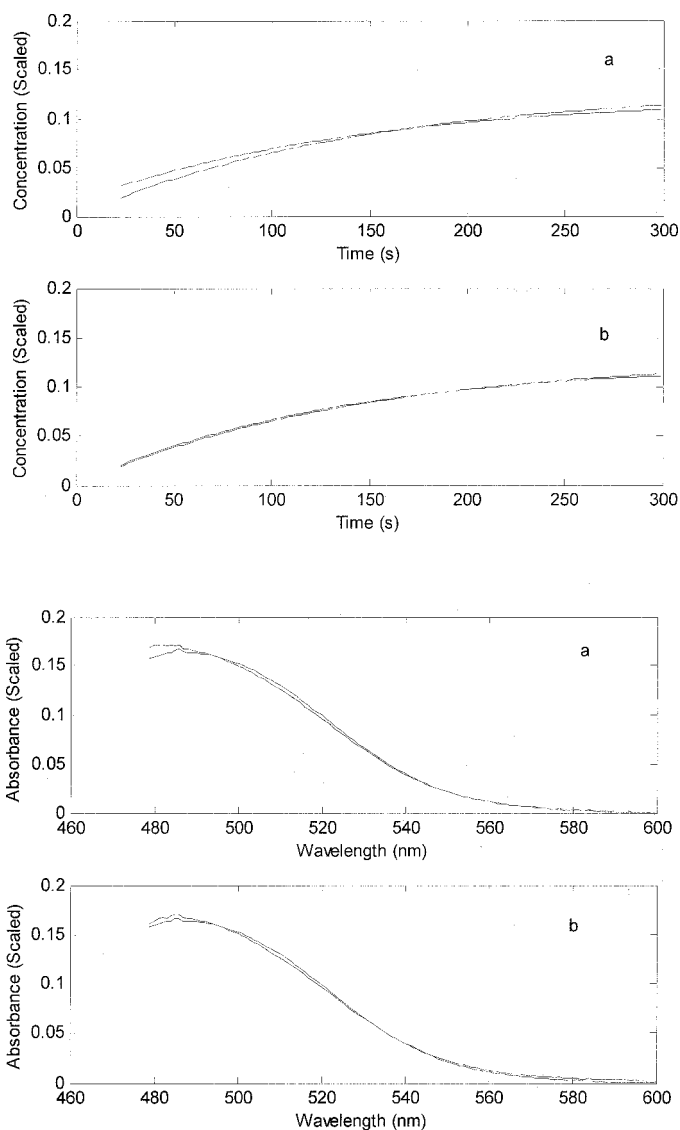 0.2
0.15
0.1
0.05
0
Concentration (Scaled)
a
0 50 100 150 200 250 300
Time (s)
0.2
0.15
0.1
0.05
0
Concentration (Scaled)
b
0 50 100 150 200 250 300
Time (s)
0.2
0.15
0.1
0.05
0
Absorbance (Scaled)
a
460 480 500 520 540 560 580 600
Wavelength (nm)
0.2
0.15
0.1
0.05
0
Absorbance (Scaled)
b
460 480 500 520 540 560 580 600
Wavelength (nm)